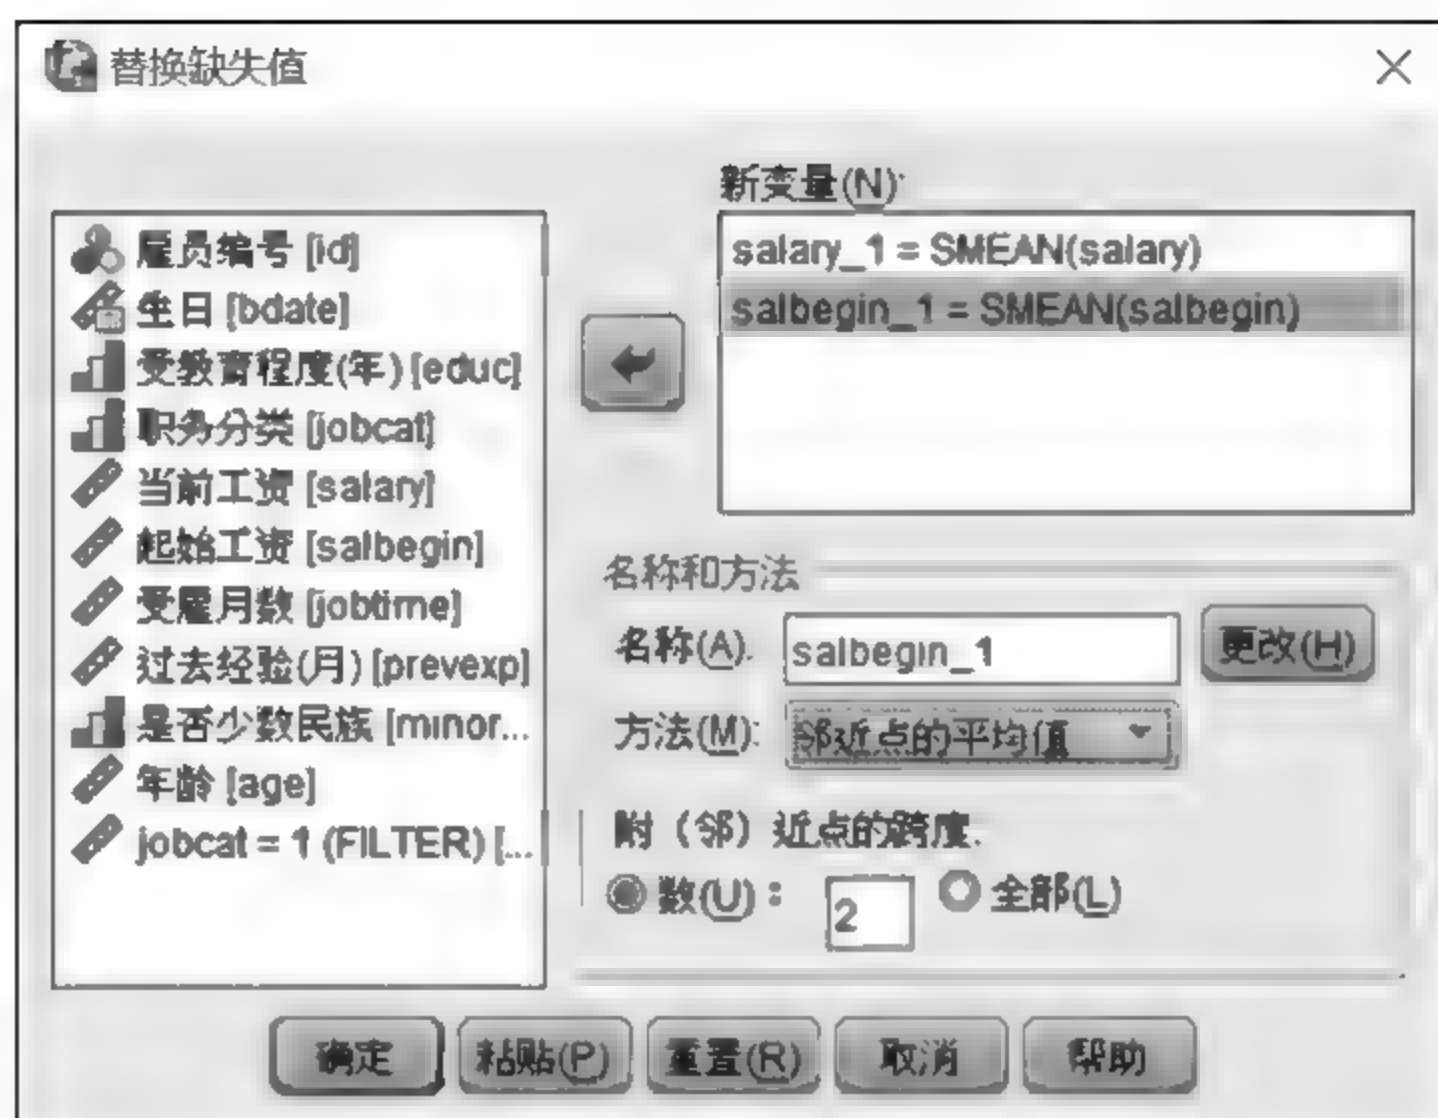 替换缺失值
雇员编号 [id]
生日 [bdate]
受教育程度(年) [educ]
职务分类 [jobcat]
当前工资 [salary]
起始工资 [salbegin]
受雇月数 [jobtime]
过去经验(月) [prevexp]
是否少数民族 [minor...
年龄 [age]
jobcat = 1 (FILTER) [...
新变量(N):
salary_1 = SMEAN(salary)
salbegin_1 = SMEAN(salbegin)
名称和方法
名称(A): salbegin_1 更改(H)
方法(M): 邻近点的平均值
附（邻）近点的跨度:
数(U)： 2 全部(L)
确定 粘贴(P) 重置(R) 取消 帮助